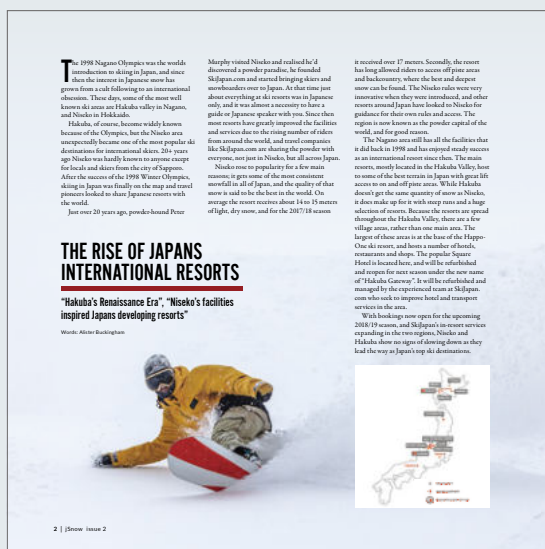 The 1998 Nagano Olympics was the worlds
introduction to skiing in Japan, and since
then the interest in Japanese snow has
grown from a cult following to an international
obsession. These days, some of the most well
known ski areas are Hakuba valley in Nagano,
and Niseko in Hokkaido.
Hakuba, of course, become widely known
because of the Olympics, but the Niseko area
unexpectedly became one of the most popular ski
destinations for international skiers. 20+ years
ago Niseko was hardly known to anyone except
for locals and skiers from the city of Sapporo.
After the success of the 1998 Winter Olympics,
skiing in Japan was finally on the map and travel
pioneers looked to share Japanese resorts with
the world.
Just over 20 years ago, powder-hound Peter
Murphy visited Niseko and realised he'd
discovered a powder paradise, he founded
SkiJapan.com and started bringing skiers and
snowboarders over to Japan. At that time just
about everything at ski resorts was in Japanese
only, and it was almost a necessity to have a
guide or Japanese speaker with you. Since then
most resorts have greatly improved the facilities
and services due to the rising number of riders
from around the world, and travel companies
like SkiJapan.com are sharing the powder with
everyone, not just in Niseko, but all across Japan.
Niseko rose to popularity for a few main
reasons; it gets some of the most consistent
snowfall in all of Japan, and the quality of that
snow is said to be the best in the world. On
average the resort receives about 14 to 15 meters
of light, dry snow, and for the 2017/18 season
it received over 17 meters. Secondly, the resort
has long allowed riders to access off piste areas
and backcountry, where the best and deepest
snow can be found. The Niseko rules were very
innovative when they were introduced, and other
resorts around Japan have looked to Niseko for
guidance for their own rules and access. The
region is now known as the powder capital of the
world, and for good reason.
The Nagano area still has all the facilities that
it did back in 1998 and has enjoyed steady success
as an international resort since then. The main
resorts, mostly located in the Hakuba Valley, host
to some of the best terrain in Japan with great lift
access to on and off piste areas. While Hakuba
doesn't get the same quantity of snow as Niseko,
it does make up for it with steep runs and a huge
selection of resorts. Because the resorts are spread
throughout the Hakuba Valley, there are a few
village areas, rather than one main area. The
largest of these areas is at the base of the Happo-
One ski resort, and hosts a number of hotels,
restaurants and shops. The popular Square
Hotel is located here, and will be refurbished
and reopen for next season under the new name
of "Hakuba Gateway". It will be refurbished and
managed by the experienced team at SkiJapan.
com who seek to improve hotel and transport
services in the area.
With bookings now open for the upcoming
2018/19 season, and SkiJapan's in-resort services
expanding in the two regions, Niseko and
Hakuba show no signs of slowing down as they
lead the way as Japan's top ski destinations.
THE RISE OF JAPANS
INTERNATIONAL RESORTS
"Hakuba's Renaissance Era", "Niseko's facilities
inspired Japans developing resorts"
Words: Alister Buckingham
2 | jSnow issue 2